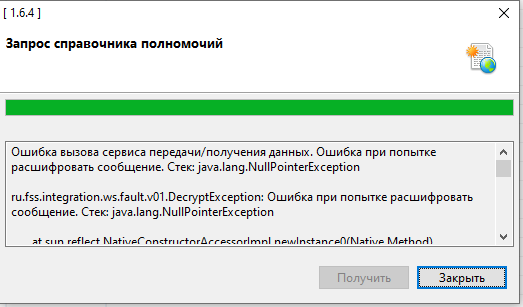 [ 1.6.4 ]
Запрос справочника полномочий
Ошибка вызова сервиса передачи/получения данных. Ошибка при попытке
расшифровать сообщение. Стек: java.lang.NullPointerException
ru.fss.integration.ws.fault.v01.DecryptException: Ошибка при попытке расшифровать
сообщение. Стек: java.lang.NullPointerException
at sun.reflect.NativeConstructorAccessorImpl.newInstance0(Native Method)
Получить
Закрыть